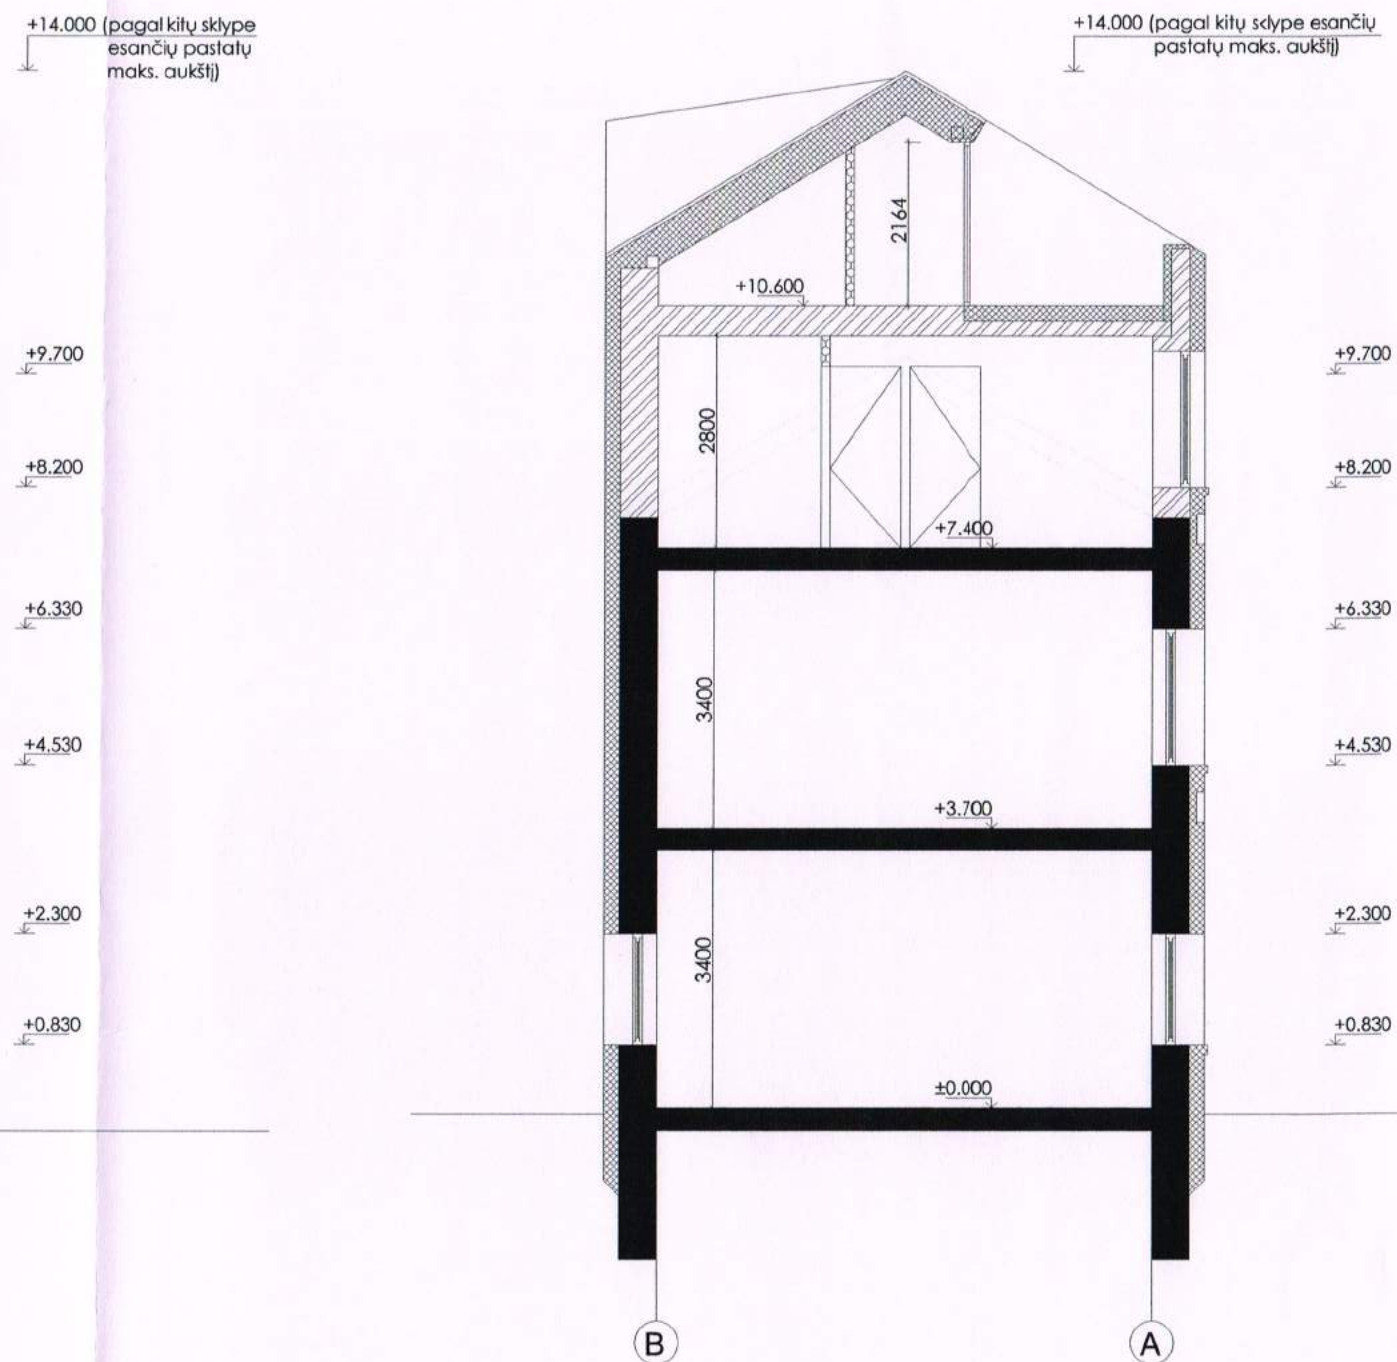 +14.000 (pagal kitų sklype
esančių pastatų
maks. aukštį)
+14.000 (pagal kitų sklype esančių
pastatų maks. aukštį)
2164
+10.600
+9.700
+9.700
2800
+8.200
+8.200
+7.400
+6.330
+6.330
3400
+4.530
+4.530
+3.700
+2.300
+2.300
3400
+0.830
+0.830
±0.000
B
A